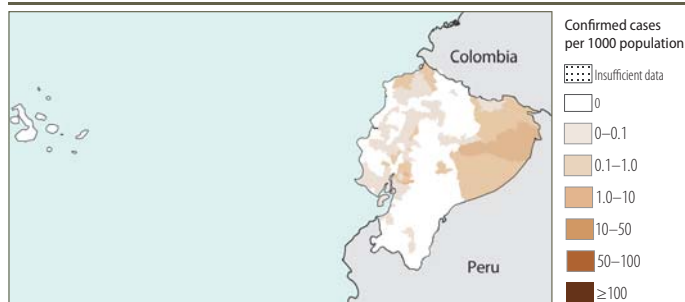 Colombia
Peru
Confirmed cases
per 1000 population
Insufficient data
0
0–0.1
0.1–1.0
1.0–10
10–50
50–100
≥100